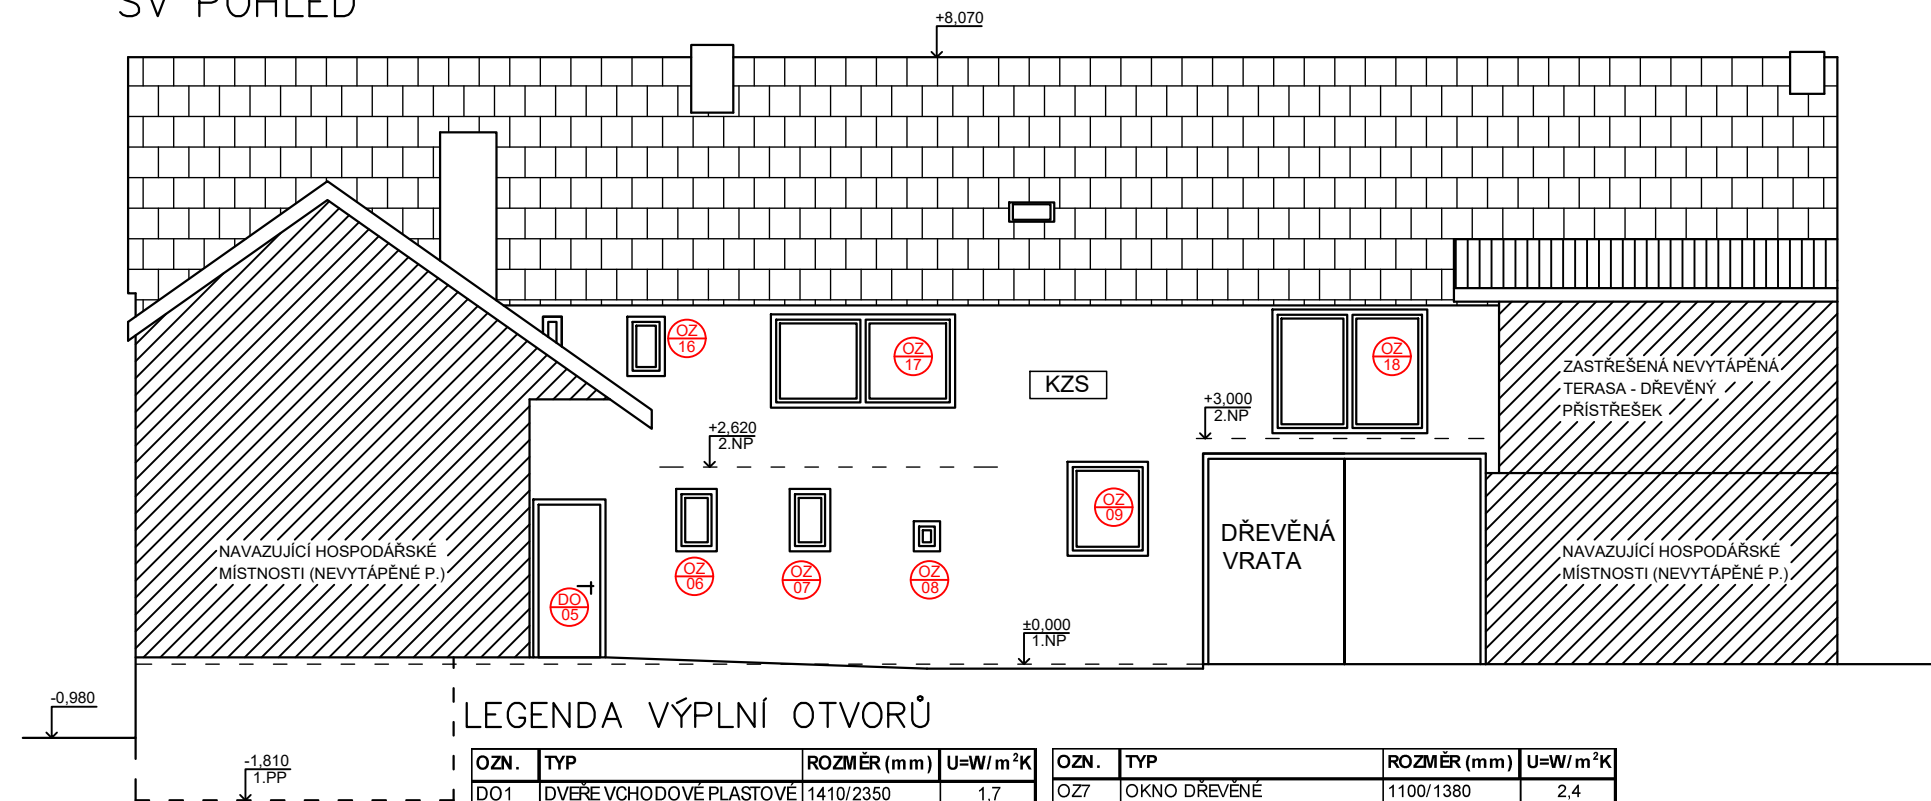 SV POHLED
+8,070
OZ
16
OZ
17
OZ
18
KZS
ZASTŘEŠENÁ NEVYTÁPĚNÁ
TERASA - DŘEVĚNÝ
PŘÍSTŘEŠEK
+3,000
2.NP
+2,620
2.NP
OZ
09
DŘEVĚNÁ
VRATA
NAVAZUJÍCÍ HOSPODÁŘSKÉ
MÍSTNOSTI (NEVYTÁPĚNÉ P.)
NAVAZUJÍCÍ HOSPODÁŘSKÉ
MÍSTNOSTI (NEVYTÁPĚNÉ P.)
OZ
06
OZ
07
OZ
08
DO
05
±0,000
1.NP
-0,980
-1,810
1.PP
LEGENDA VÝPLNÍ OTVORŮ
OZN. TYP ROZMĚR (mm) U=W/m²K
DO1 DVEŘE VCHODOVÉ PLASTOVÉ 1410/2350 1,7
OZN. TYP ROZMĚR (mm) U=W/m²K
OZ7 OKNO DŘEVĚNÉ 1100/1380 2,4